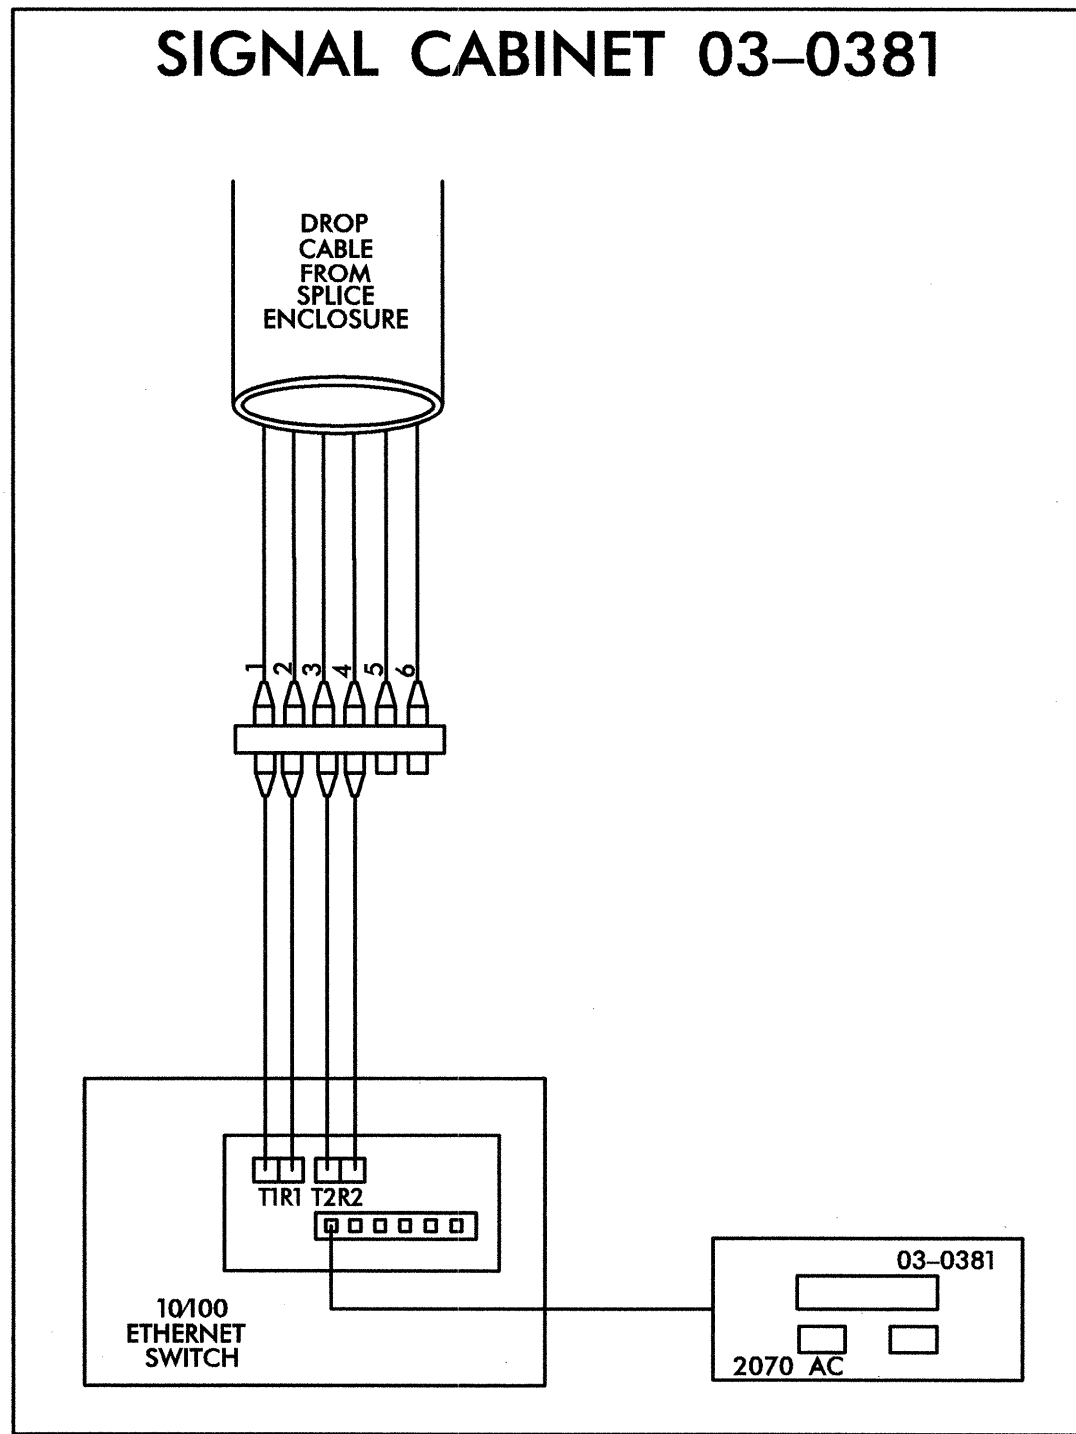 SIGNAL CABINET 03-0381
DROP
CABLE
FROM
SPLICE
ENCLOSURE
1 2 3 4 5 6
T1R1 T2R2
10/100
ETHERNET
SWITCH
03-0381
2070 AC